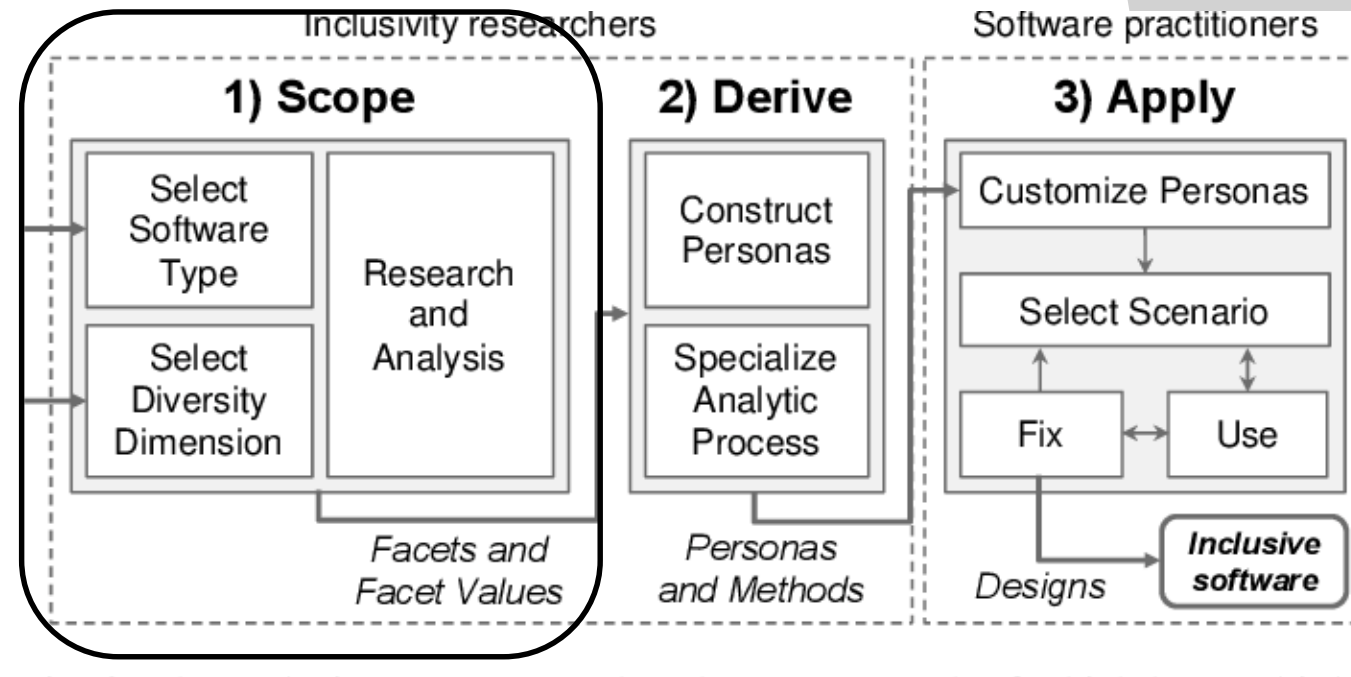 Inclusivity researchers
Software practitioners
1) Scope
2) Derive
3) Apply
Select
Software
Type
Select
Diversity
Dimension
Research
and
Analysis
Facets and
Facet Values
Construct
Personas
Specialize
Analytic
Process
Personas
and Methods
Customize Personas
Select Scenario
Fix
Use
Designs
Inclusive
software